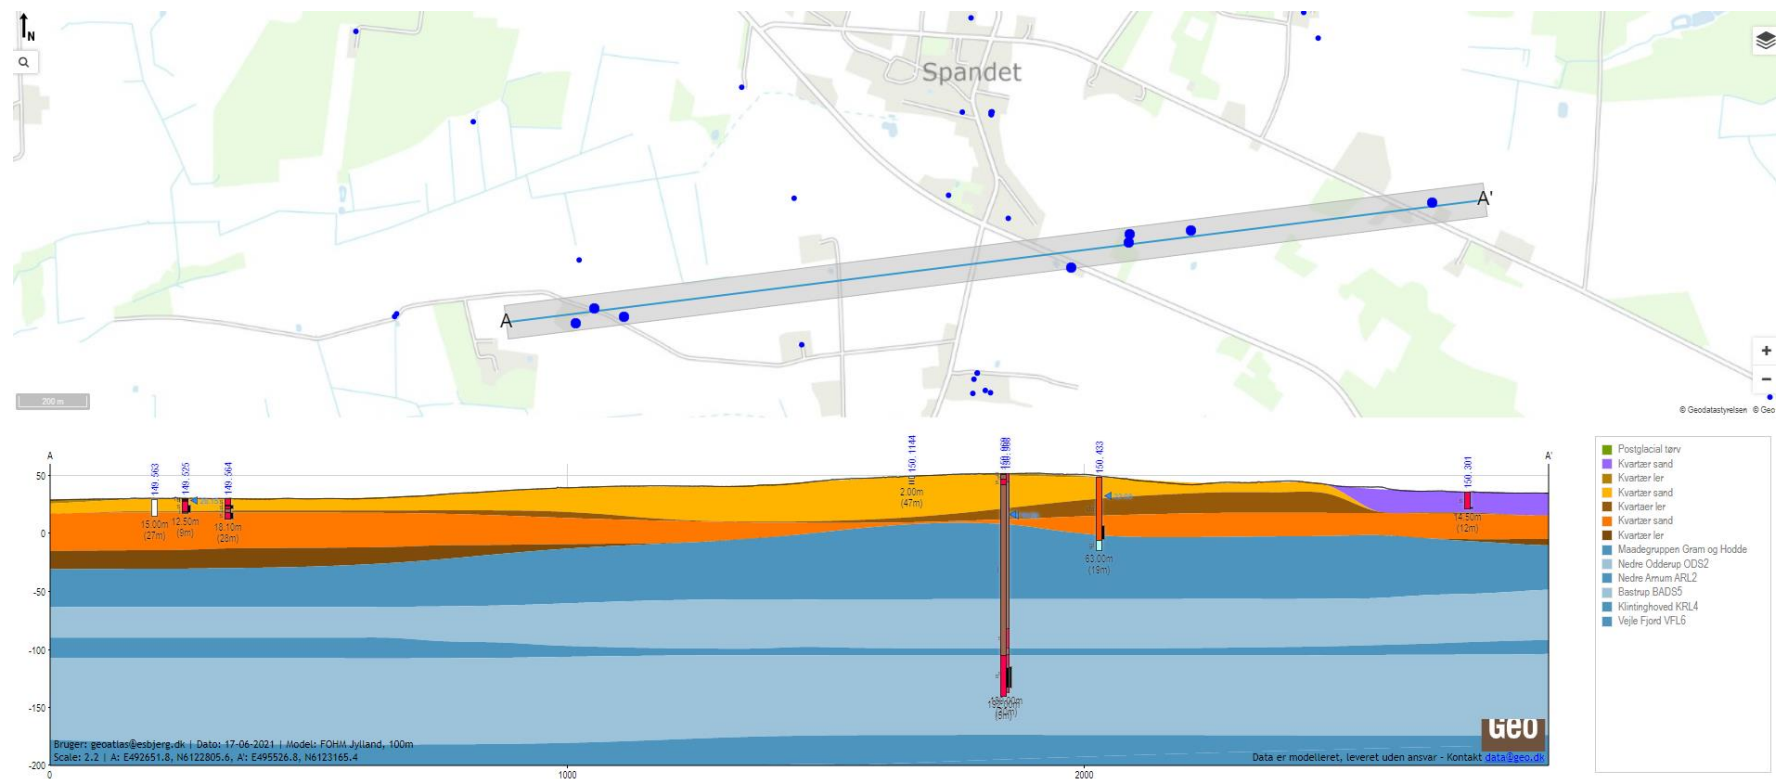 N
Spandet
A
A'
200 m
+
−
© Geodatastyrelsen © Geo
A
A'
149.563
149.525
149.564
150.1144
150.433
150.301
50
0
-50
-100
-150
-200
15.00m
(27m)
12.50m
(9m)
18.10m
(28m)
2.00m
(47m)
63.00m
(19m)
14.50m
(12m)
0
1000
2000
Bruger: geoatlas@esbjerg.dk | Dato: 17-06-2021 | Model: FOHM Jylland, 100m
Scale: 2.2 | A: E492651.8, N6122805.6, A': E495526.8, N6123165.4
Geo
Data er modelleret, leveret uden ansvar - Kontakt data@geo.dk
Postglacial tørv
Kvartær sand
Kvartær ler
Kvartær sand
Kvartaer ler
Kvartær sand
Kvartær ler
Maadegruppen Gram og Hodde
Nedre Odderup ODS2
Nedre Arnum ARL2
Bastrup BADS5
Klintinghoved KRL4
Vejle Fjord VFL6